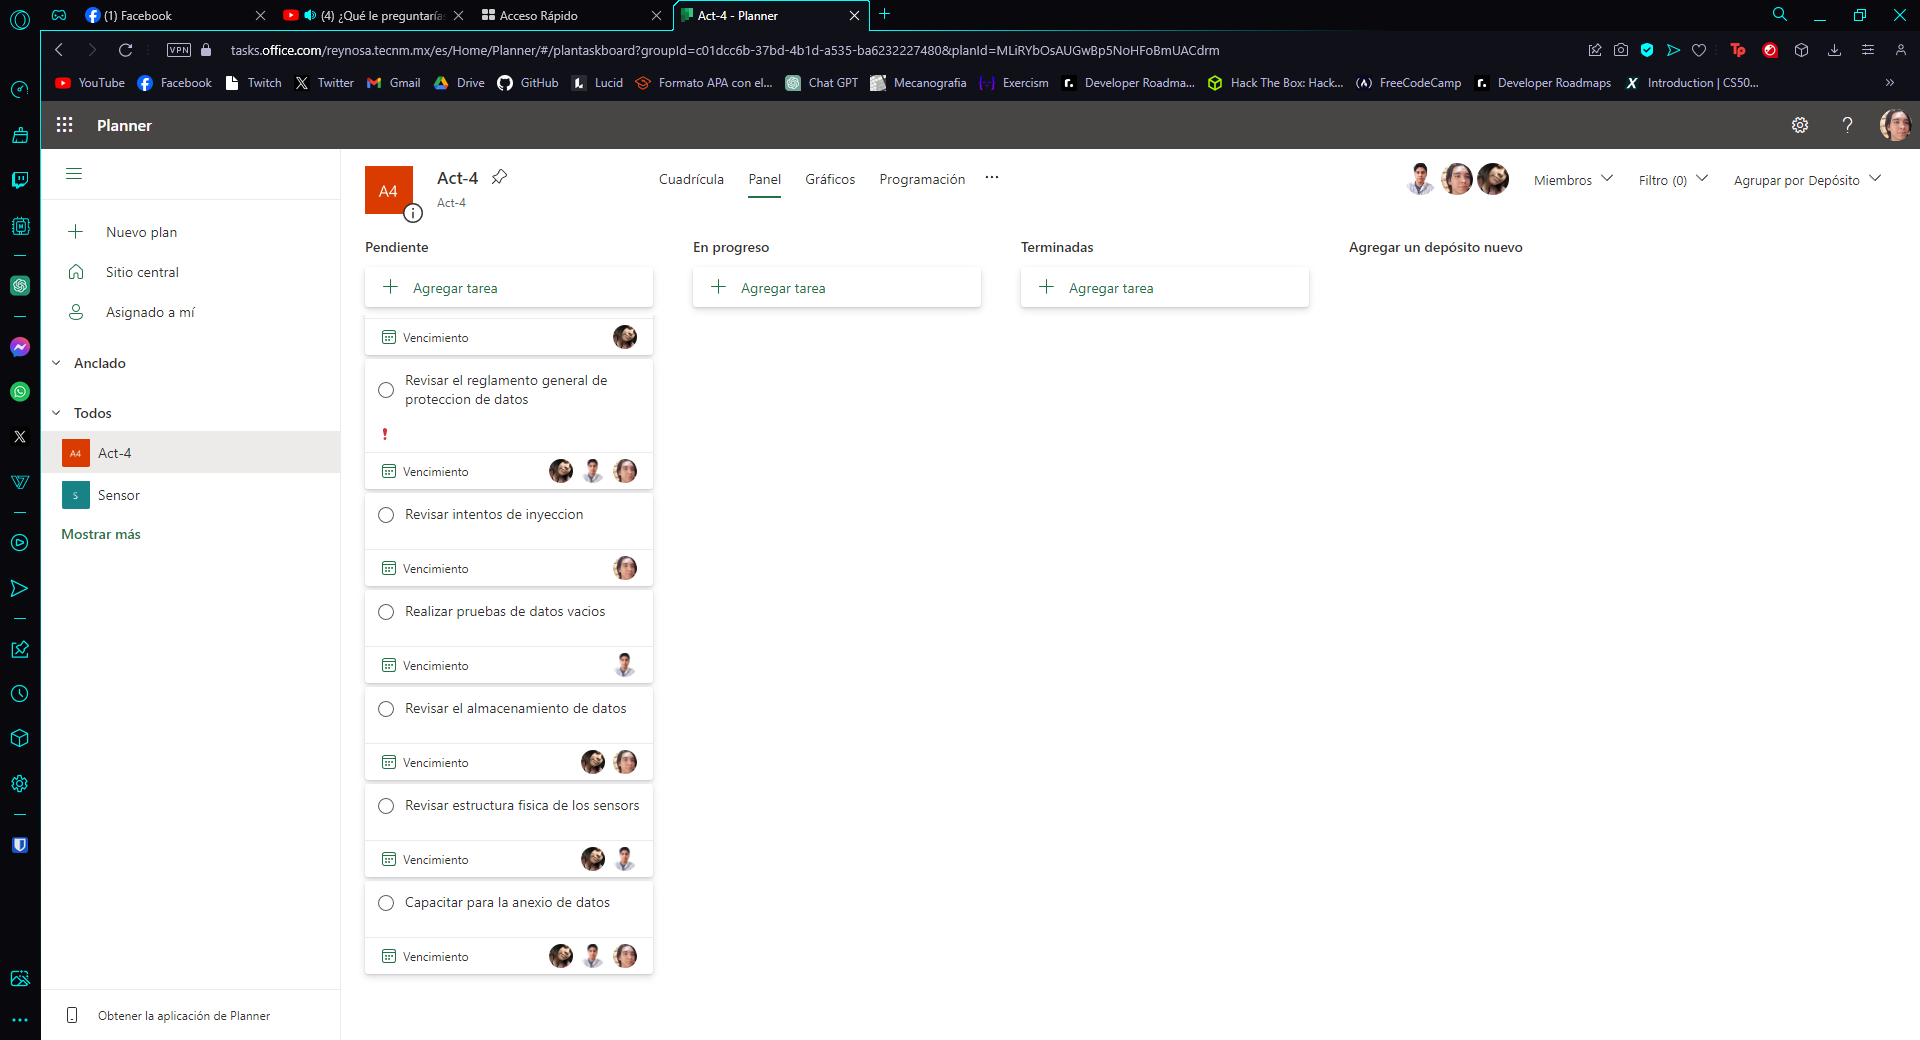 (1) Facebook
(4) ¿Qué le preguntarías
Acceso Rápido
Act-4 - Planner
VPN
tasks.office.com/reynosa.tecnm.mx/es/Home/Planner/#/plantaskboard?groupId=c01dcc6b-37bd-4b1d-a535-ba6232227480&planId=MLiRYbOsAUGwBp5NoHFoBmUACdrm
YouTube
Facebook
Twitch
Twitter
Gmail
Drive
GitHub
Lucid
Formato APA con el...
Chat GPT
Mecanografia
Exercism
Developer Roadma...
Hack The Box: Hack...
FreeCodeCamp
Developer Roadmaps
Introduction | CS50...
Planner
Nuevo plan
Sitio central
Asignado a mí
Anclado
Todos
A4 Act-4
S Sensor
Mostrar más
Obtener la aplicación de Planner
A4
Act-4
Act-4
Cuadrícula
Panel
Gráficos
Programación
Miembros
Filtro (0)
Agrupar por Depósito
Pendiente
Agregar tarea
Vencimiento
Revisar el reglamento general de
proteccion de datos
Vencimiento
Revisar intentos de inyeccion
Vencimiento
Realizar pruebas de datos vacios
Vencimiento
Revisar el almacenamiento de datos
Vencimiento
Revisar estructura fisica de los sensors
Vencimiento
Capacitar para la anexio de datos
Vencimiento
En progreso
Agregar tarea
Terminadas
Agregar tarea
Agregar un depósito nuevo